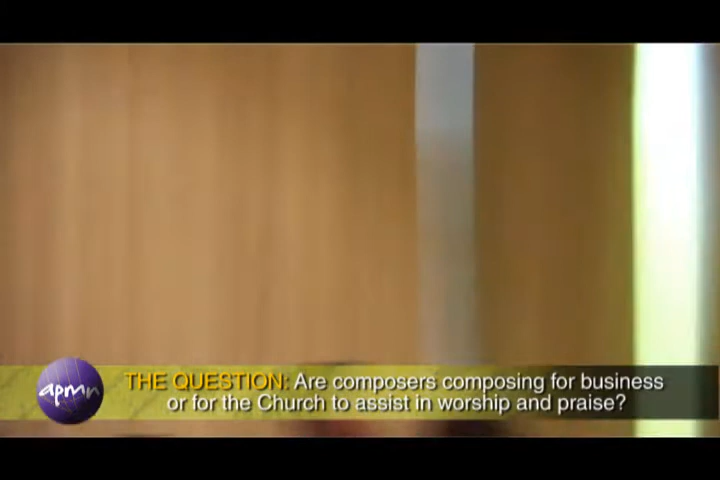 THE QUESTION: Are composers composing for business
or for the Church to assist in worship and praise?
apmn